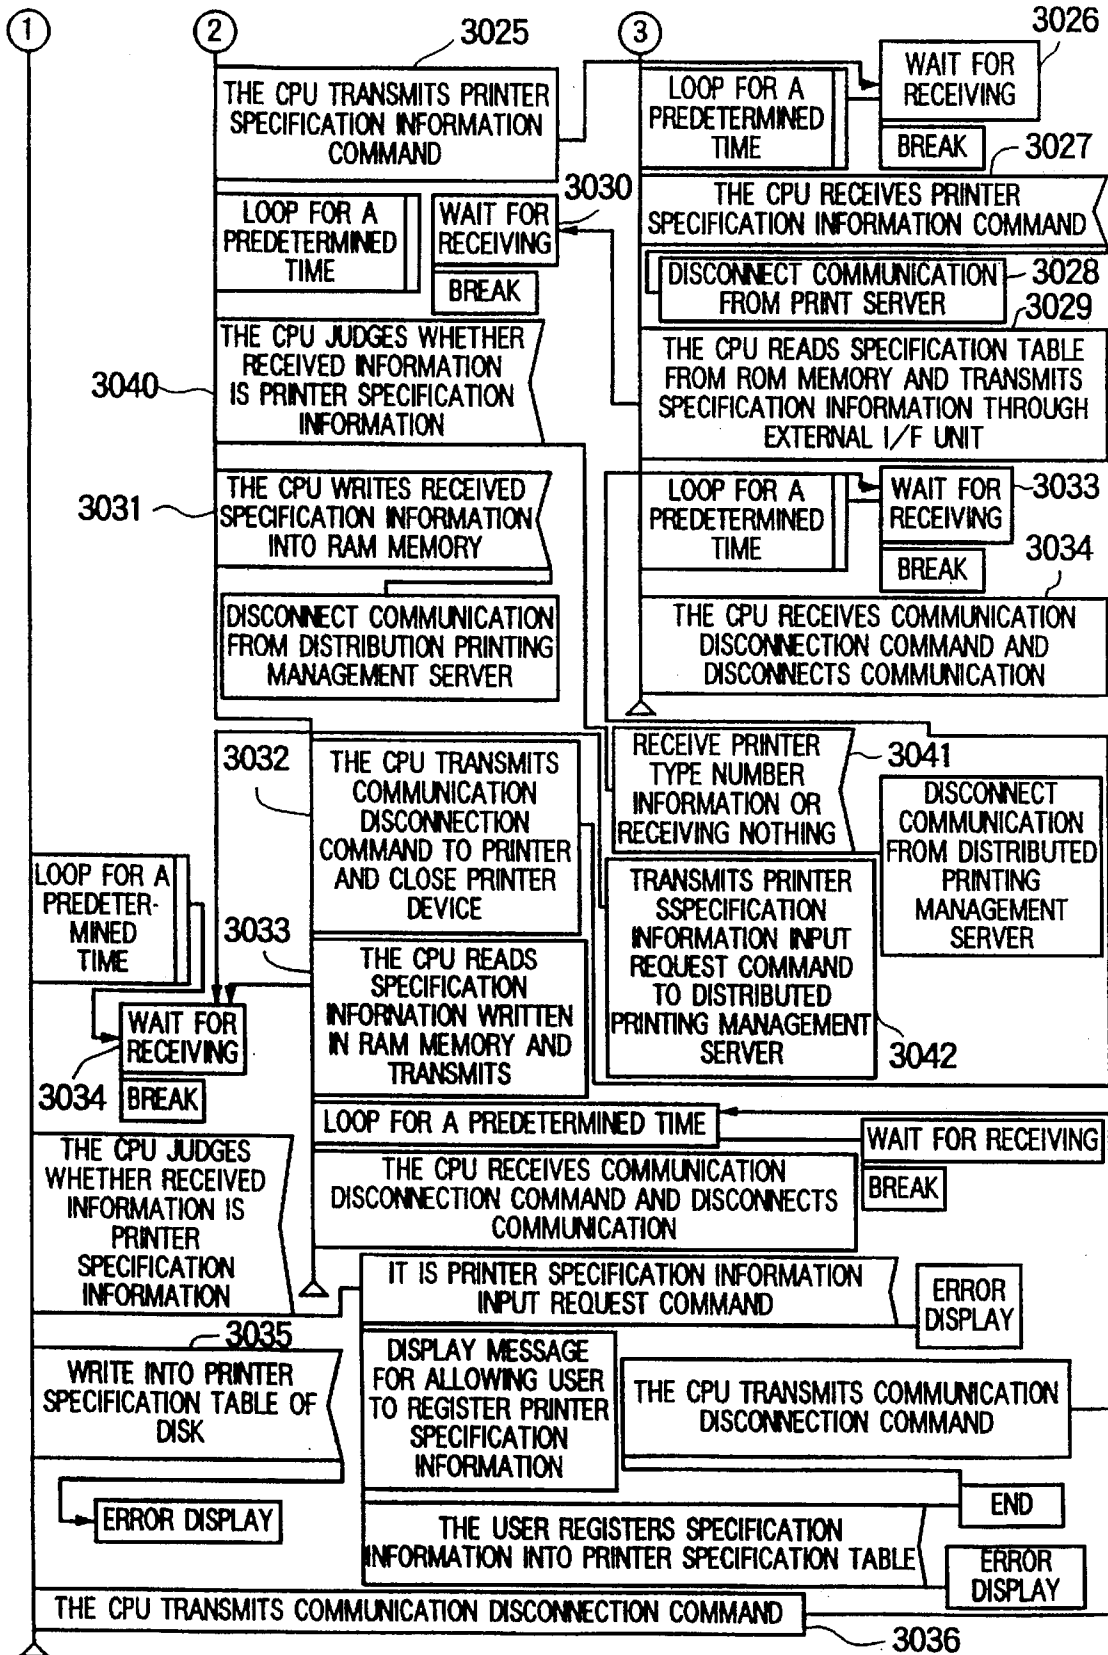 1
2
3
3025
3026
THE CPU TRANSMITS PRINTER
SPECIFICATION INFORMATION
COMMAND
LOOP FOR A
PREDETERMINED
TIME
WAIT FOR
RECEIVING
BREAK
3027
THE CPU RECEIVES PRINTER
SPECIFICATION INFORMATION COMMAND
LOOP FOR A
PREDETERMINED
TIME
3030
WAIT FOR
RECEIVING
BREAK
DISCONNECT COMMUNICATION
FROM PRINT SERVER
3028
3029
THE CPU READS SPECIFICATION TABLE
FROM ROM MEMORY AND TRANSMITS
SPECIFICATION INFORMATION THROUGH
EXTERNAL I/F UNIT
THE CPU JUDGES WHETHER
RECEIVED INFORMATION
IS PRINTER SPECIFICATION
INFORMATION
3040
3031
THE CPU WRITES RECEIVED
SPECIFICATION INFORMATION
INTO RAM MEMORY
LOOP FOR A
PREDETERMINED
TIME
WAIT FOR
RECEIVING
3033
BREAK
3034
DISCONNECT COMMUNICATION
FROM DISTRIBUTION PRINTING
MANAGEMENT SERVER
THE CPU RECEIVES COMMUNICATION
DISCONNECTION COMMAND AND
DISCONNECTS COMMUNICATION
3032
THE CPU TRANSMITS
COMMUNICATION
DISCONNECTION
COMMAND TO PRINTER
AND CLOSE PRINTER
DEVICE
RECEIVE PRINTER
TYPE NUMBER
INFORMATION OR
RECEIVING NOTHING
3041
DISCONNECT
COMMUNICATION
FROM DISTRIBUTED
PRINTING
MANAGEMENT
SERVER
LOOP FOR A
PREDETER-
MINED
TIME
TRANSMITS PRINTER
SSPECIFICATION
INFORMATION INPUT
REQUEST COMMAND
TO DISTRIBUTED
PRINTING MANAGEMENT
SERVER
3042
3033
THE CPU READS
SPECIFICATION
INFORNATION WRITTEN
IN RAM MEMORY AND
TRANSMITS
WAIT FOR
RECEIVING
3034
BREAK
LOOP FOR A PREDETERMINED TIME
WAIT FOR RECEIVING
BREAK
THE CPU JUDGES
WHETHER RECEIVED
INFORMATION IS
PRINTER
SPECIFICATION
INFORMATION
THE CPU RECEIVES COMMUNICATION
DISCONNECTION COMMAND AND DISCONNECTS
COMMUNICATION
IT IS PRINTER SPECIFICATION INFORMATION
INPUT REQUEST COMMAND
ERROR
DISPLAY
3035
WRITE INTO PRINTER
SPECIFICATION TABLE OF
DISK
DISPLAY MESSAGE
FOR ALLOWING USER
TO REGISTER PRINTER
SPECIFICATION
INFORMATION
THE CPU TRANSMITS COMMUNICATION
DISCONNECTION COMMAND
END
ERROR DISPLAY
THE USER REGISTERS SPECIFICATION
INFORMATION INTO PRINTER SPECIFICATION TABLE
ERROR
DISPLAY
THE CPU TRANSMITS COMMUNICATION DISCONNECTION COMMAND
3036